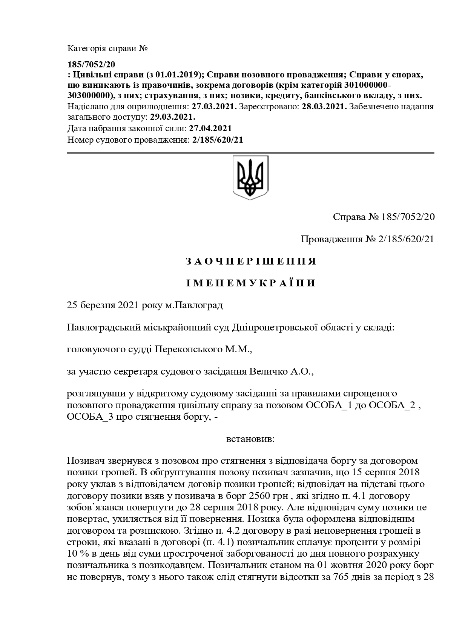 Категорія справи №
185/7052/20
: Цивільні справи (з 01.01.2019); Справи позовного провадження; Справи у спорах,
що виникають із правочинів, зокрема договорів (крім категорій 301000000-
303000000), з них; страхування, з них; позики, кредиту, банківського вкладу, з них.
Надіслано для оприлюднення: 27.03.2021. Зареєстровано: 28.03.2021. Забезпечено надання
загального доступу: 29.03.2021.
Дата набрання законної сили: 27.04.2021
Номер судового провадження: 2/185/620/21
Справа № 185/7052/20
Провадження № 2/185/620/21
З А О Ч Н Е Р І Ш Е Н Н Я
І М Е Н Е М У К Р А Ї Н И
25 березня 2021 року м.Павлоград
Павлоградський міськрайонний суд Дніпропетровської області у складі:
головуючого судді Перекопського М.М.,
за участю секретаря судового засідання Величко А.О.,
розглянувши у відкритому судовому засіданні за правилами спрощеного
позовного провадження цивільну справу за позовом ОСОБА_1 до ОСОБА_2 ,
ОСОБА_3 про стягнення боргу, -
встановив:
Позивач звернувся з позовом про стягнення з відповідача боргу за договором
позики грошей. В обґрунтування позову позивач зазначив, що 15 серпня 2018
року уклав з відповідачем договір позики грошей; відповідач на підставі цього
договору позики взяв у позивача в борг 2560 грн , які згідно п. 4.1 договору
зобов`язався повернути до 28 серпня 2018 року. Але відповідач суму позики не
повертає, ухиляється від її повернення. Позика була оформлена відповідним
договором та розпискою. Згідно п. 4.2 договору в разі неповернення грошей в
строки, які вказані в договорі (п. 4.1) позичальник сплачує проценти у розмірі
10 % в день від суми простроченої заборгованості до дня повного розрахунку
позичальника з позикодавцем. Позичальник станом на 01 жовтня 2020 року борг
не повернув, тому з нього також слід стягнути відсотки за 765 днів за період з 28